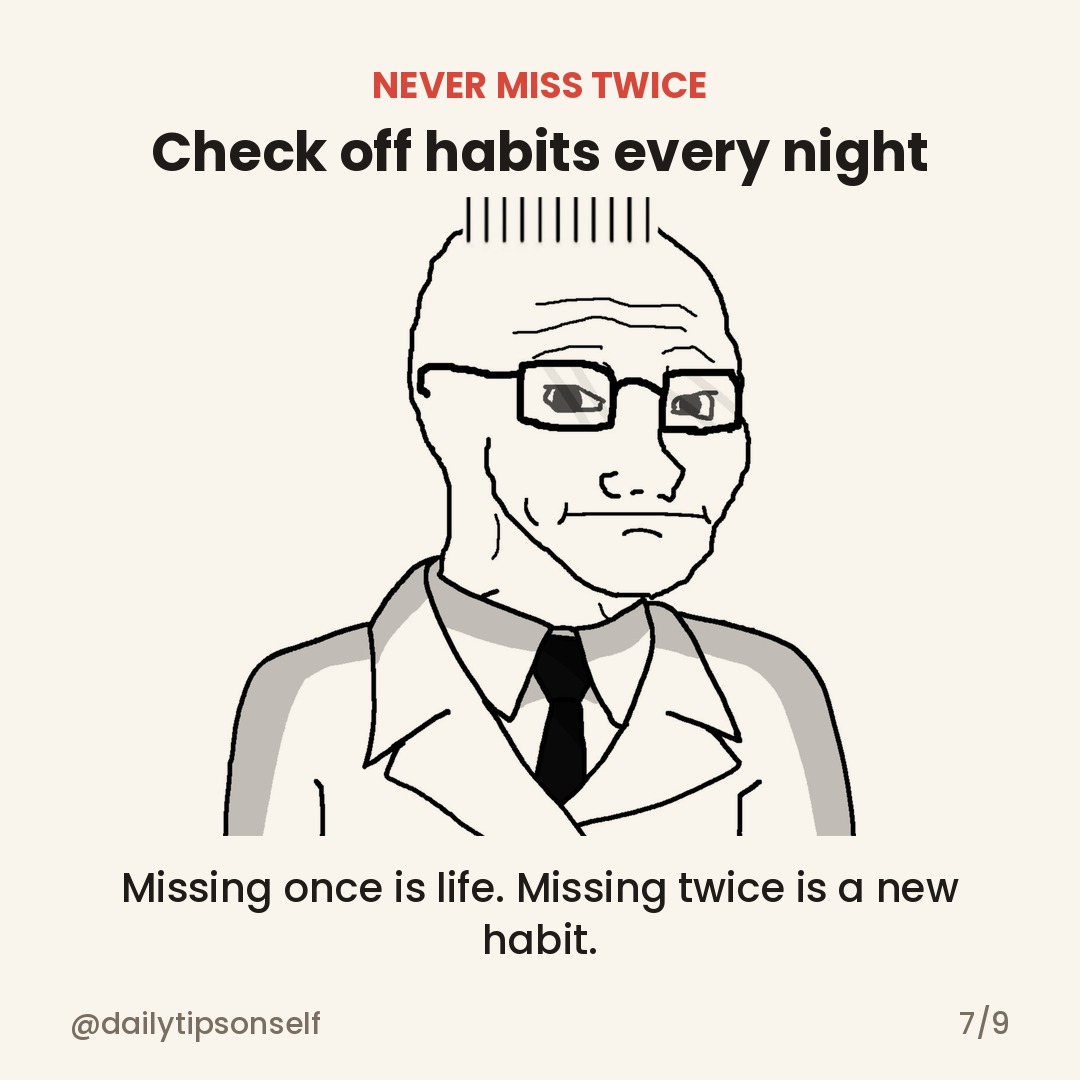 NEVER MISS TWICE
Check off habits every night
Missing once is life. Missing twice is a new
habit.
@dailytipsonself
7/9